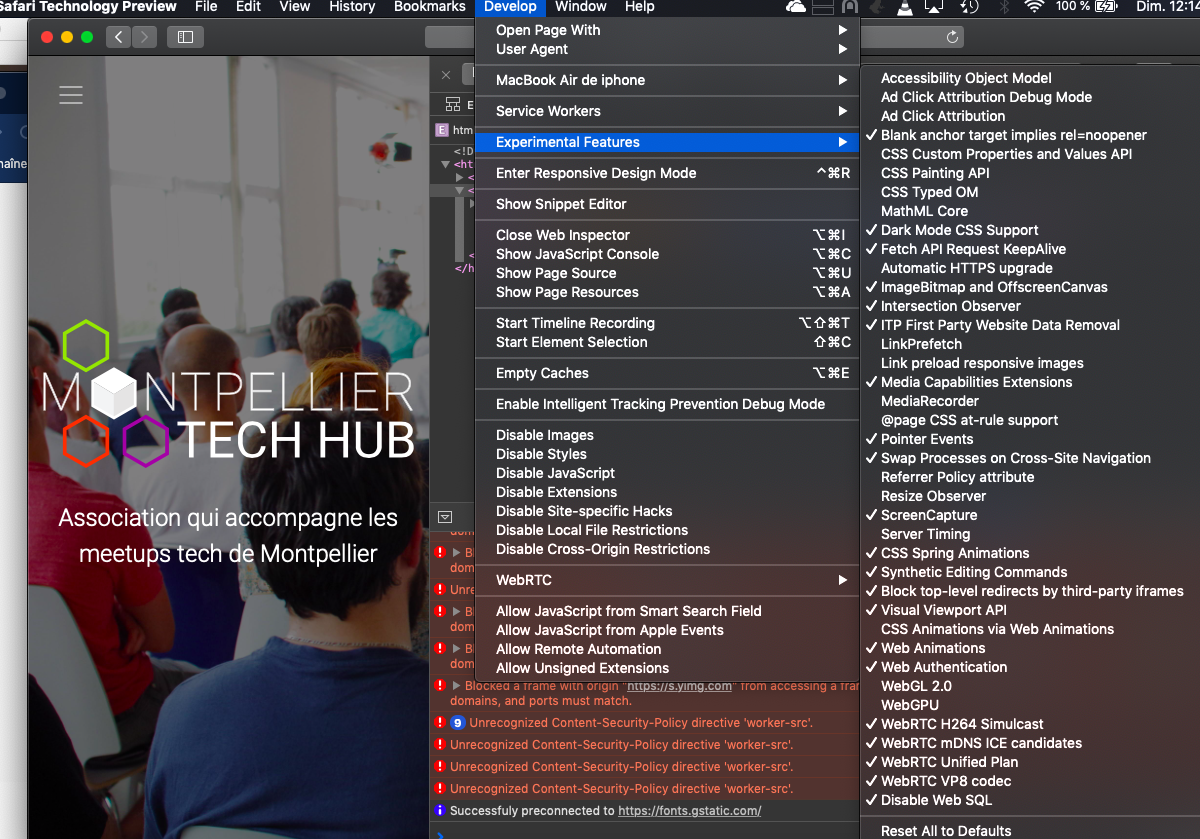 Safari Technology Preview File Edit View History Bookmarks Develop Window Help 100 % Dim. 12:14
Open Page With
User Agent
MacBook Air de iphone
Service Workers
Experimental Features
Enter Responsive Design Mode ^⌘R
Show Snippet Editor
Close Web Inspector ⌥⌘I
Show JavaScript Console ⌥⌘C
Show Page Source ⌥⌘U
Show Page Resources ⌥⌘A
Start Timeline Recording ⌥⇧⌘T
Start Element Selection ⇧⌘C
Empty Caches ⌥⌘E
Enable Intelligent Tracking Prevention Debug Mode
Disable Images
Disable Styles
Disable JavaScript
Disable Extensions
Disable Site-specific Hacks
Disable Local File Restrictions
Disable Cross-Origin Restrictions
WebRTC
Allow JavaScript from Smart Search Field
Allow JavaScript from Apple Events
Allow Remote Automation
Allow Unsigned Extensions
Accessibility Object Model
Ad Click Attribution Debug Mode
Ad Click Attribution
✓ Blank anchor target implies rel=noopener
CSS Custom Properties and Values API
CSS Painting API
CSS Typed OM
MathML Core
✓ Dark Mode CSS Support
✓ Fetch API Request KeepAlive
Automatic HTTPS upgrade
✓ ImageBitmap and OffscreenCanvas
✓ Intersection Observer
✓ ITP First Party Website Data Removal
LinkPrefetch
Link preload responsive images
✓ Media Capabilities Extensions
MediaRecorder
@page CSS at-rule support
✓ Pointer Events
✓ Swap Processes on Cross-Site Navigation
Referrer Policy attribute
Resize Observer
✓ ScreenCapture
Server Timing
✓ CSS Spring Animations
✓ Synthetic Editing Commands
✓ Block top-level redirects by third-party iframes
✓ Visual Viewport API
CSS Animations via Web Animations
✓ Web Animations
✓ Web Authentication
WebGL 2.0
WebGPU
✓ WebRTC H264 Simulcast
✓ WebRTC mDNS ICE candidates
✓ WebRTC Unified Plan
✓ WebRTC VP8 codec
✓ Disable Web SQL
Reset All to Defaults
MONTPELLIER
TECH HUB
Association qui accompagne les
meetups tech de Montpellier
E
E htm
<!D
<ht
<
<
<
</h
dom
Bl
dom
Unre
Bl
dom
Bl
dom
Blocked a frame with origin "https://s.yimg.com" from accessing a fra
domains, and ports must match.
9 Unrecognized Content-Security-Policy directive 'worker-src'.
Unrecognized Content-Security-Policy directive 'worker-src'.
Unrecognized Content-Security-Policy directive 'worker-src'.
Unrecognized Content-Security-Policy directive 'worker-src'.
Successfuly preconnected to https://fonts.gstatic.com/